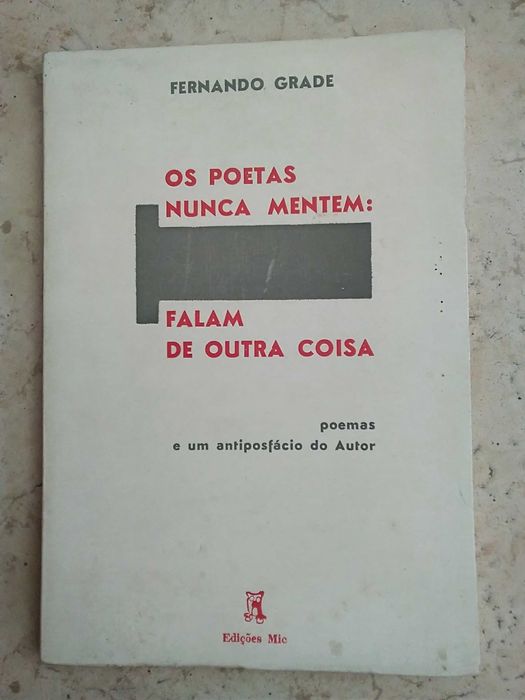 FERNANDO GRADE
OS POETAS
NUNCA MENTEM:
FALAM
DE OUTRA COISA
poemas
e um antiposfácio do Autor
Edições Mic